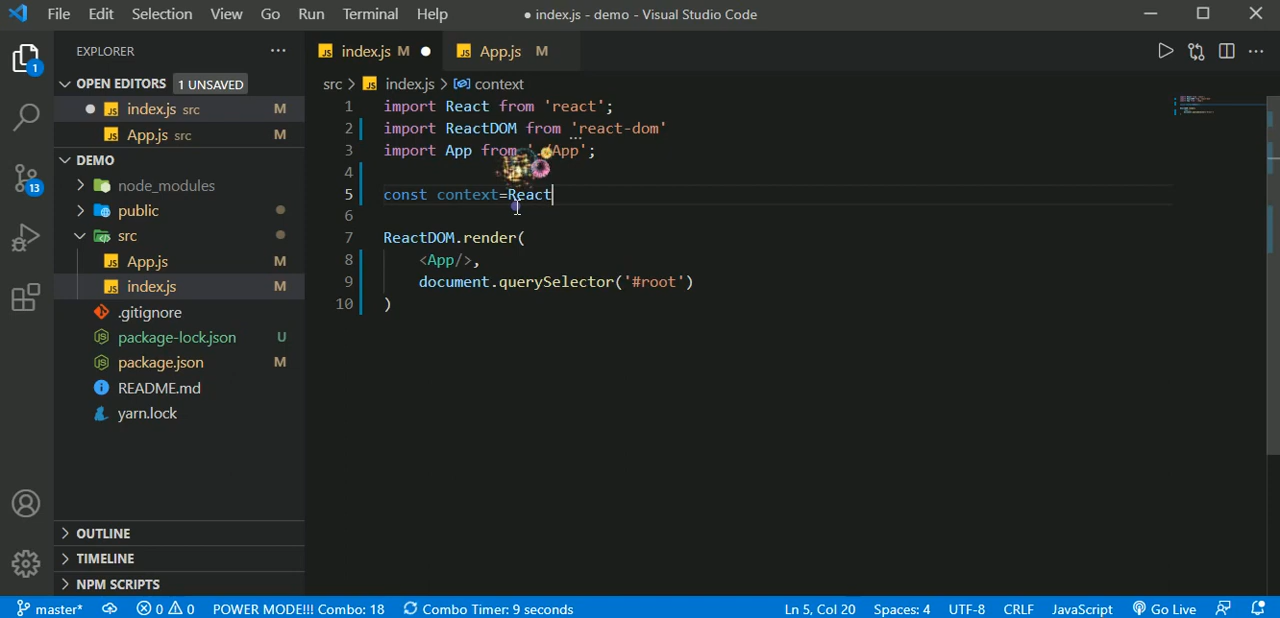 File Edit Selection View Go Run Terminal Help ● index.js - demo - Visual Studio Code
EXPLORER ···
index.js M ● App.js M
1
OPEN EDITORS 1 UNSAVED
src > index.js > context
● index.js src M
App.js src M
DEMO
node_modules
public
src
App.js M
index.js M
.gitignore
package-lock.json U
package.json M
README.md
yarn.lock
13
1 import React from 'react';
2 import ReactDOM from 'react-dom'
3 import App from './App';
4
5 const context=React
6
7 ReactDOM.render(
8 <App/>,
9 document.querySelector('#root')
10 )
OUTLINE
TIMELINE
NPM SCRIPTS
master* 0 0 POWER MODE!!! Combo: 18 Combo Timer: 9 seconds Ln 5, Col 20 Spaces: 4 UTF-8 CRLF JavaScript Go Live